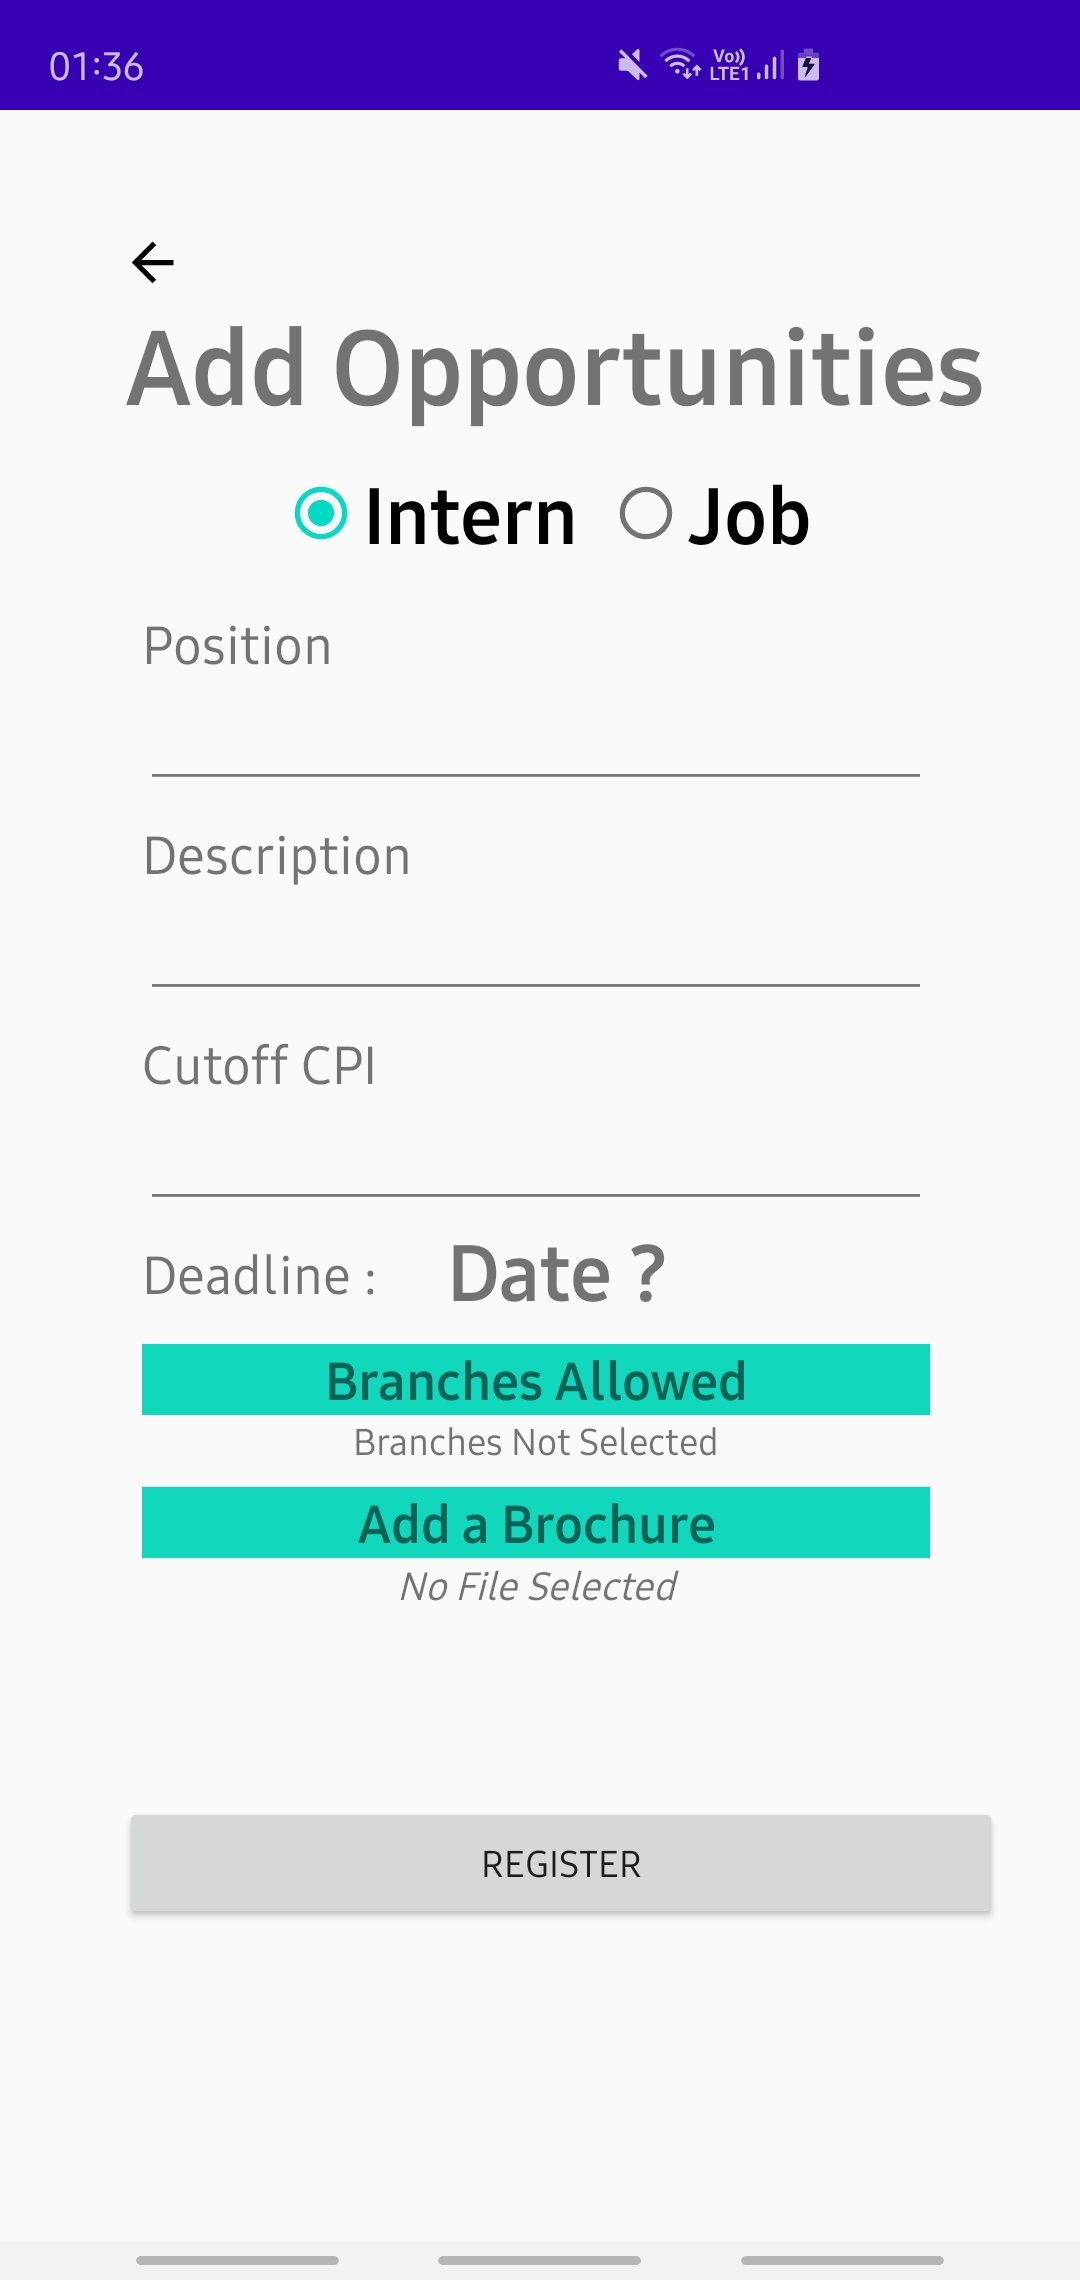 01:36 Vo)) LTE1
Add Opportunities
Intern Job
Position
Description
Cutoff CPI
Deadline : Date ?
Branches Allowed
Branches Not Selected
Add a Brochure
No File Selected
REGISTER